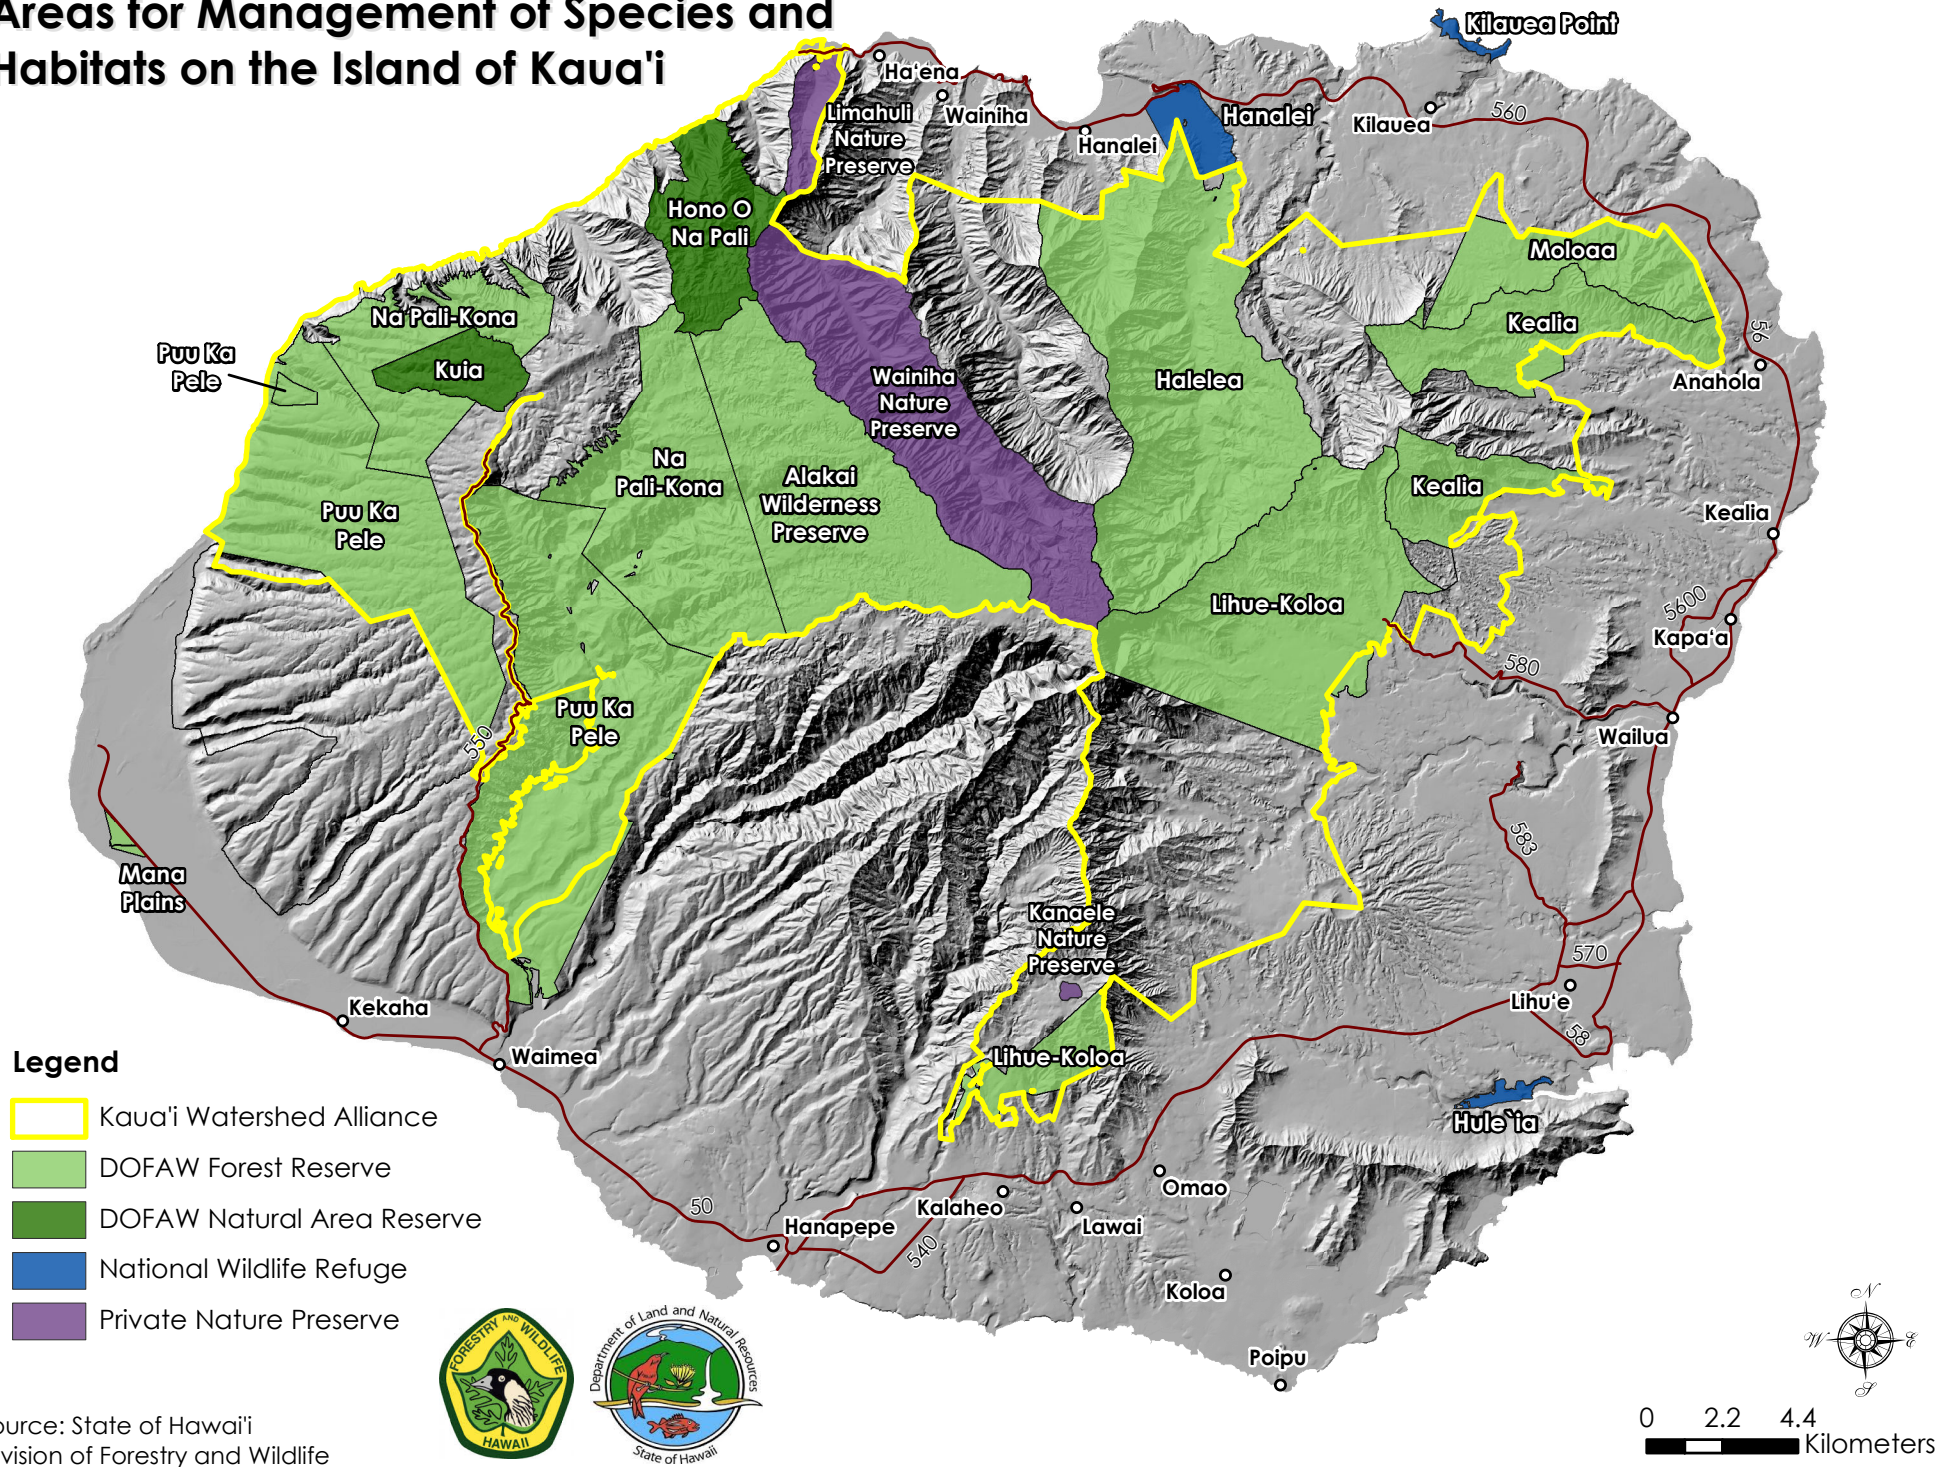 Areas for Management of Species and
Habitats on the Island of Kaua'i
Kilauea Point
Ha'ena
Wainiha
Limahuli
Nature
Preserve
Hanalei
Hanalei
Kilauea
560
Hono O
Na Pali
Moloaa
Na Pali-Kona
Kealia
56
Puu Ka
Pele
Kuia
Wainiha
Nature
Preserve
Halelea
Anahola
Na
Pali-Kona
Alakai
Wilderness
Preserve
Kealia
Puu Ka
Pele
Kealia
Lihue-Koloa
5600
Kapa'a
580
Puu Ka
Pele
550
Wailua
583
Mana
Plains
Kanaele
Nature
Preserve
570
Lihu'e
Kekaha
58
Waimea
Lihue-Koloa
Hule`ia
Legend
Kaua'i Watershed Alliance
DOFAW Forest Reserve
DOFAW Natural Area Reserve
National Wildlife Refuge
Private Nature Preserve
50
Omao
Kalaheo
Hanapepe
Lawai
540
Koloa
Poipu
FORESTRY AND WILDLIFE
HAWAII
Department of Land and Natural Resources
State of Hawaii
N
W E
S
0 2.2 4.4
Kilometers
ource: State of Hawai'i
vision of Forestry and Wildlife